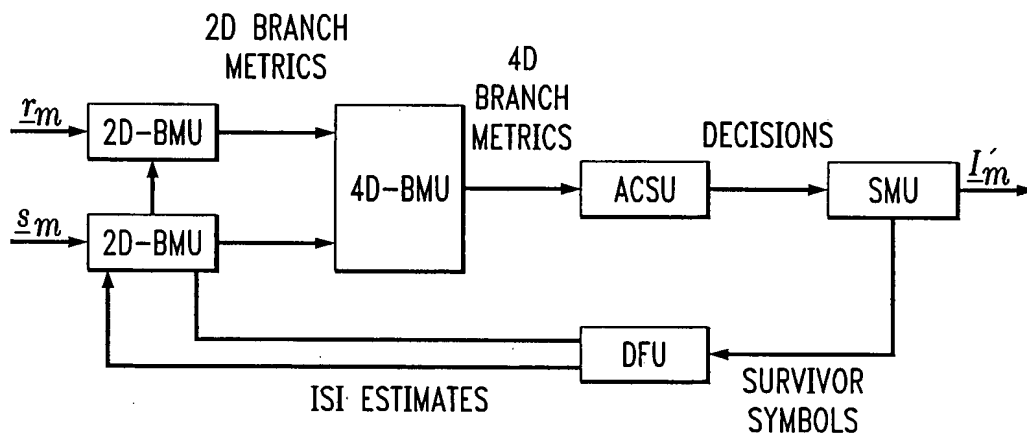 2D BRANCH
METRICS
4D
BRANCH
METRICS
DECISIONS
r_m
2D-BMU
4D-BMU
ACSU
SMU
I'_m
s_m
2D-BMU
DFU
ISI ESTIMATES
SURVIVOR
SYMBOLS